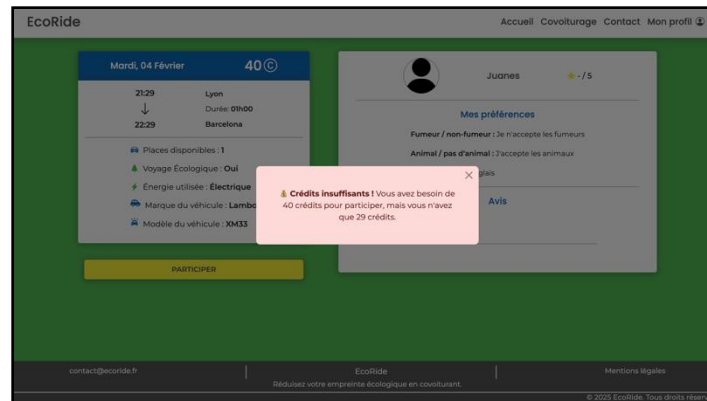 EcoRide
Accueil Covoiturage Contact Mon profil
Mardi, 04 Février 40 C
21:29 Lyon
↓ Durée: 01h00
22:29 Barcelona
Places disponibles : 1
Voyage Écologique : Oui
Énergie utilisée : Électrique
Marque du véhicule : Lambo
Modèle du véhicule : XM33
PARTICIPER
Juanes - / 5
Mes préférences
Fumeur / non-fumeur : Je n'accepte les fumeurs
Animal / pas d'animal : J'accepte les animaux
Avis
Crédits insuffisants ! Vous avez besoin de
40 crédits pour participer, mais vous n'avez
que 29 crédits.
contact@ecoride.fr
EcoRide
Réduisez votre empreinte écologique en covoiturant.
Mentions légales
© 2025 EcoRide. Tous droits réser